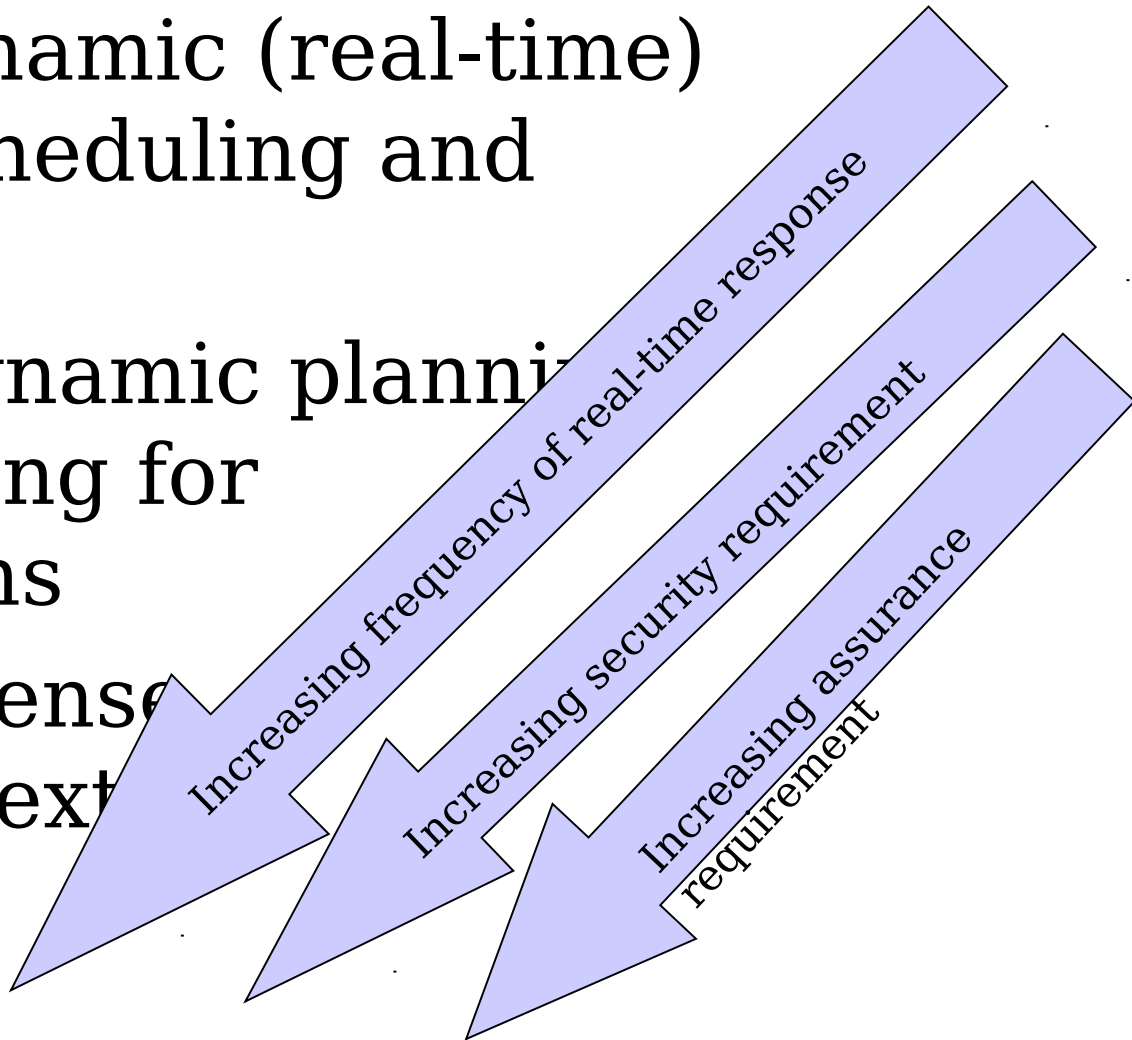 namic (real-time)
heduling and
ynamic planni
ng for
ns
ense
ext
Increasing frequency of real-time response
Increasing security requirement
Increasing assurance
requirement